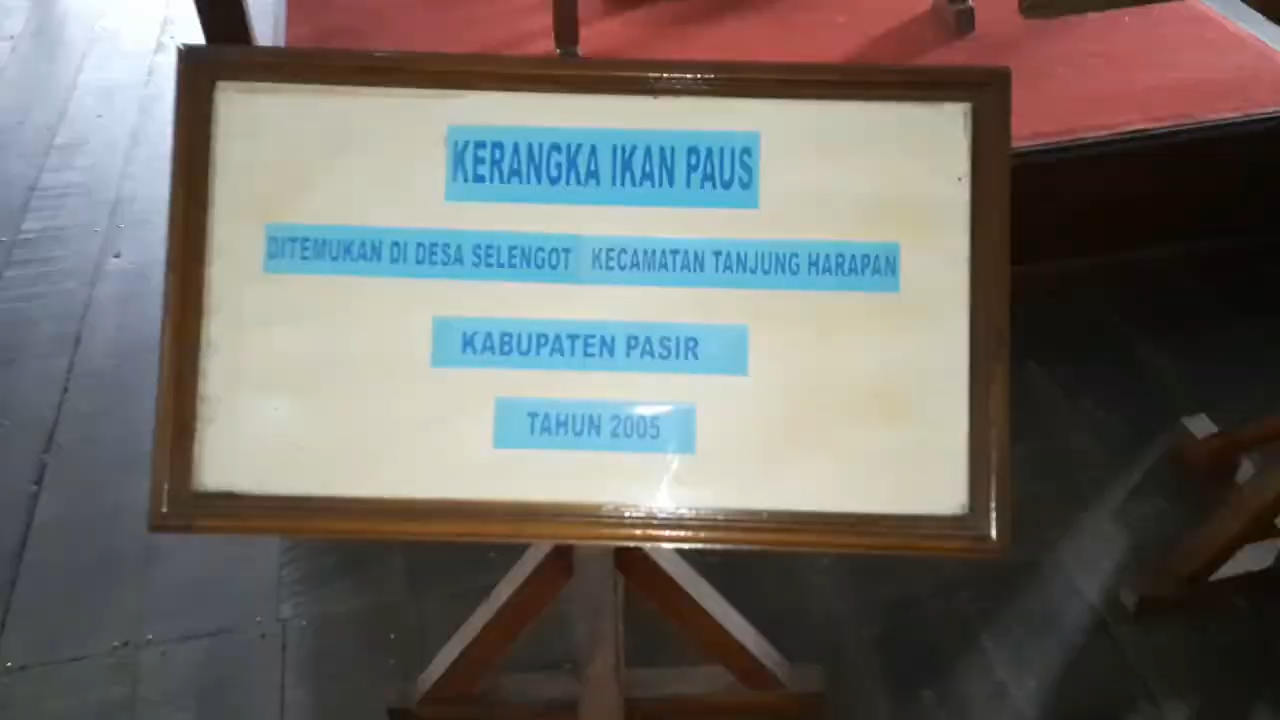 KERANGKA IKAN PAUS
DITEMUKAN DI DESA SELENGOT KECAMATAN TANJUNG HARAPAN
KABUPATEN PASIR
TAHUN 2005